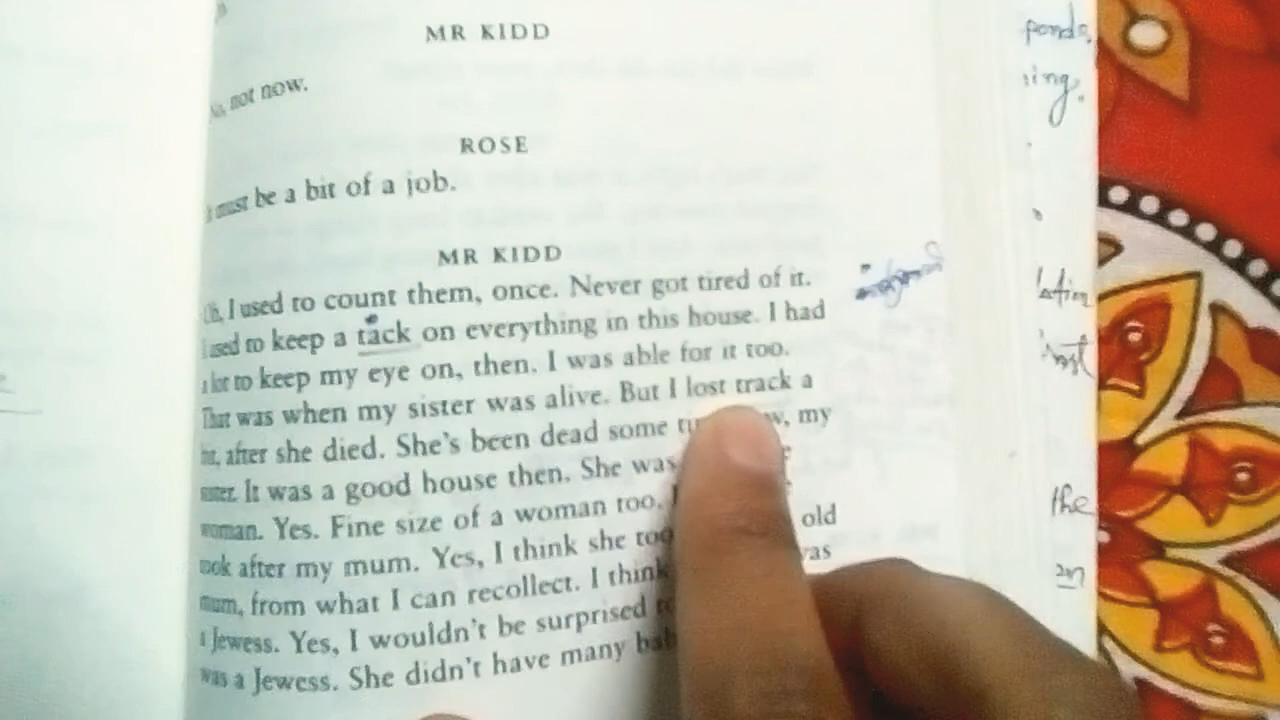 MR KIDD
not now.
ROSE
must be a bit of a job.
MR KIDD
Oh, I used to count them, once. Never got tired of it.
I used to keep a tack on everything in this house. I had
a lot to keep my eye on, then. I was able for it too.
That was when my sister was alive. But I lost track a
bit, after she died. She's been dead some my
sister. It was a good house then. She was
woman. Yes. Fine size of a woman too.
took after my mum. Yes, I think she old
mum, from what I can recollect. I think
a Jewess. Yes, I wouldn't be surprised
was a Jewess. She didn't have many
ponds,
ing.
the